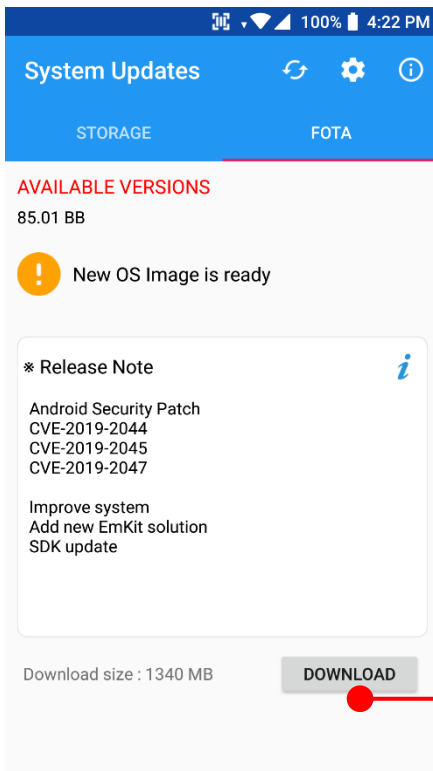 100% 4:22 PM
System Updates
STORAGE FOTA
AVAILABLE VERSIONS
85.01 BB
New OS Image is ready
※ Release Note
Android Security Patch
CVE-2019-2044
CVE-2019-2045
CVE-2019-2047
Improve system
Add new EmKit solution
SDK update
Download size : 1340 MB DOWNLOAD